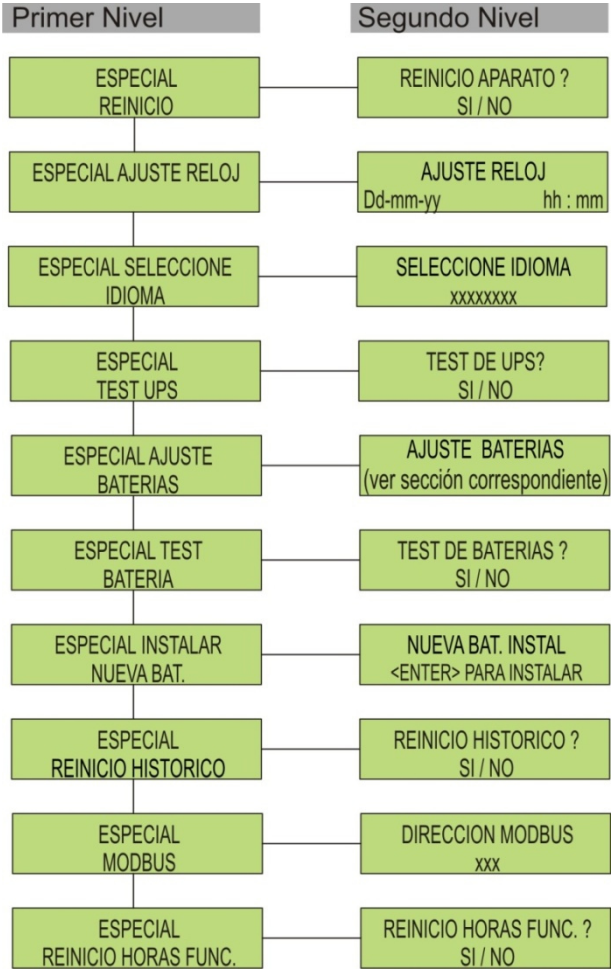 Primer Nivel
Segundo Nivel
ESPECIAL
REINICIO
REINICIO APARATO ?
SI / NO
ESPECIAL AJUSTE RELOJ
AJUSTE RELOJ
Dd-mm-yy hh : mm
ESPECIAL SELECCIONE
IDIOMA
SELECCIONE IDIOMA
xxxxxxxx
ESPECIAL
TEST UPS
TEST DE UPS?
SI / NO
ESPECIAL AJUSTE
BATERIAS
AJUSTE BATERIAS
(ver sección correspondiente)
ESPECIAL TEST
BATERIA
TEST DE BATERIAS ?
SI / NO
ESPECIAL INSTALAR
NUEVA BAT.
NUEVA BAT. INSTAL
<ENTER> PARA INSTALAR
ESPECIAL
REINICIO HISTORICO
REINICIO HISTORICO ?
SI / NO
ESPECIAL
MODBUS
DIRECCION MODBUS
xxx
ESPECIAL
REINICIO HORAS FUNC.
REINICIO HORAS FUNC. ?
SI / NO